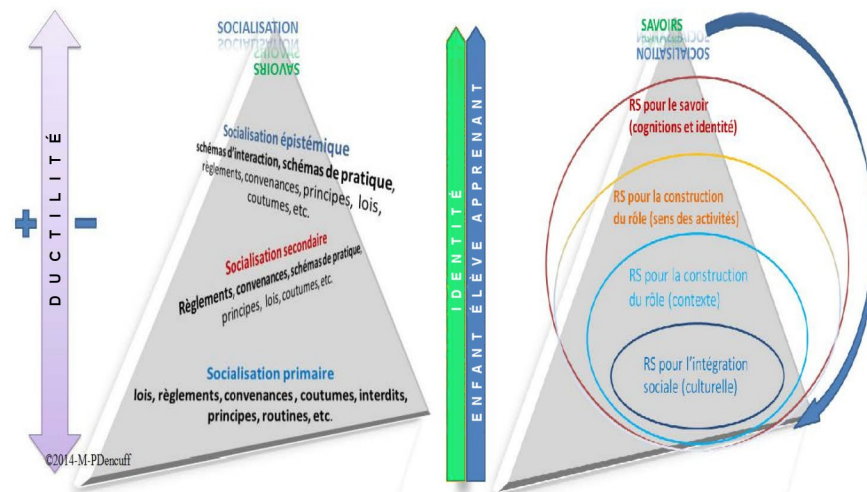 DUCTILITÉ
+
-
©2014-M-PDencuff
SOCIALISATION
SOCIALISATION
SAVOIRS
Socialisation épistémique
schémas d'interaction, schémas de pratique,
règlements, convenances, principes, lois,
coutumes, etc.
Socialisation secondaire
Règlements, convenances, schémas de pratique,
principes, lois, coutumes, etc.
Socialisation primaire
lois, règlements, convenances , coutumes, interdits,
principes, routines, etc.
IDENTITÉ
ENFANT ÉLÈVE APPRENANT
SAVOIRS
SAVOIRS
SOCIALISATION
RS pour le savoir
(cognitions et identité)
RS pour la construction
du rôle (sens des activités)
RS pour la construction
du rôle (contexte)
RS pour l'intégration
sociale (culturelle)